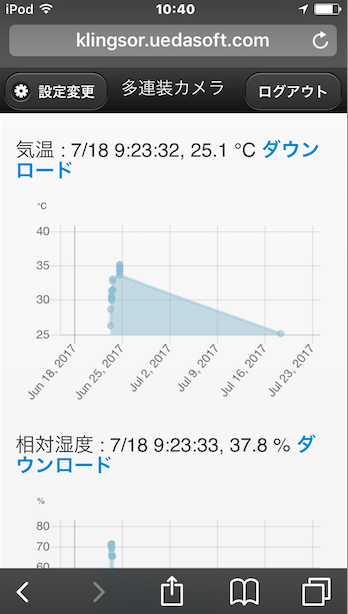 iPod 10:40
klingsor.uedasoft.com
設定変更 多連装カメラ ログアウト
気温 : 7/18 9:23:32, 25.1 °C ダウン
ロード
°C
40
35
30
25
Jun 18, 2017 Jun 25, 2017 Jul 2, 2017 Jul 9, 2017 Jul 16, 2017 Jul 23, 2017
相対湿度 : 7/18 9:23:33, 37.8 % ダ
ウンロード
%
80
70
60